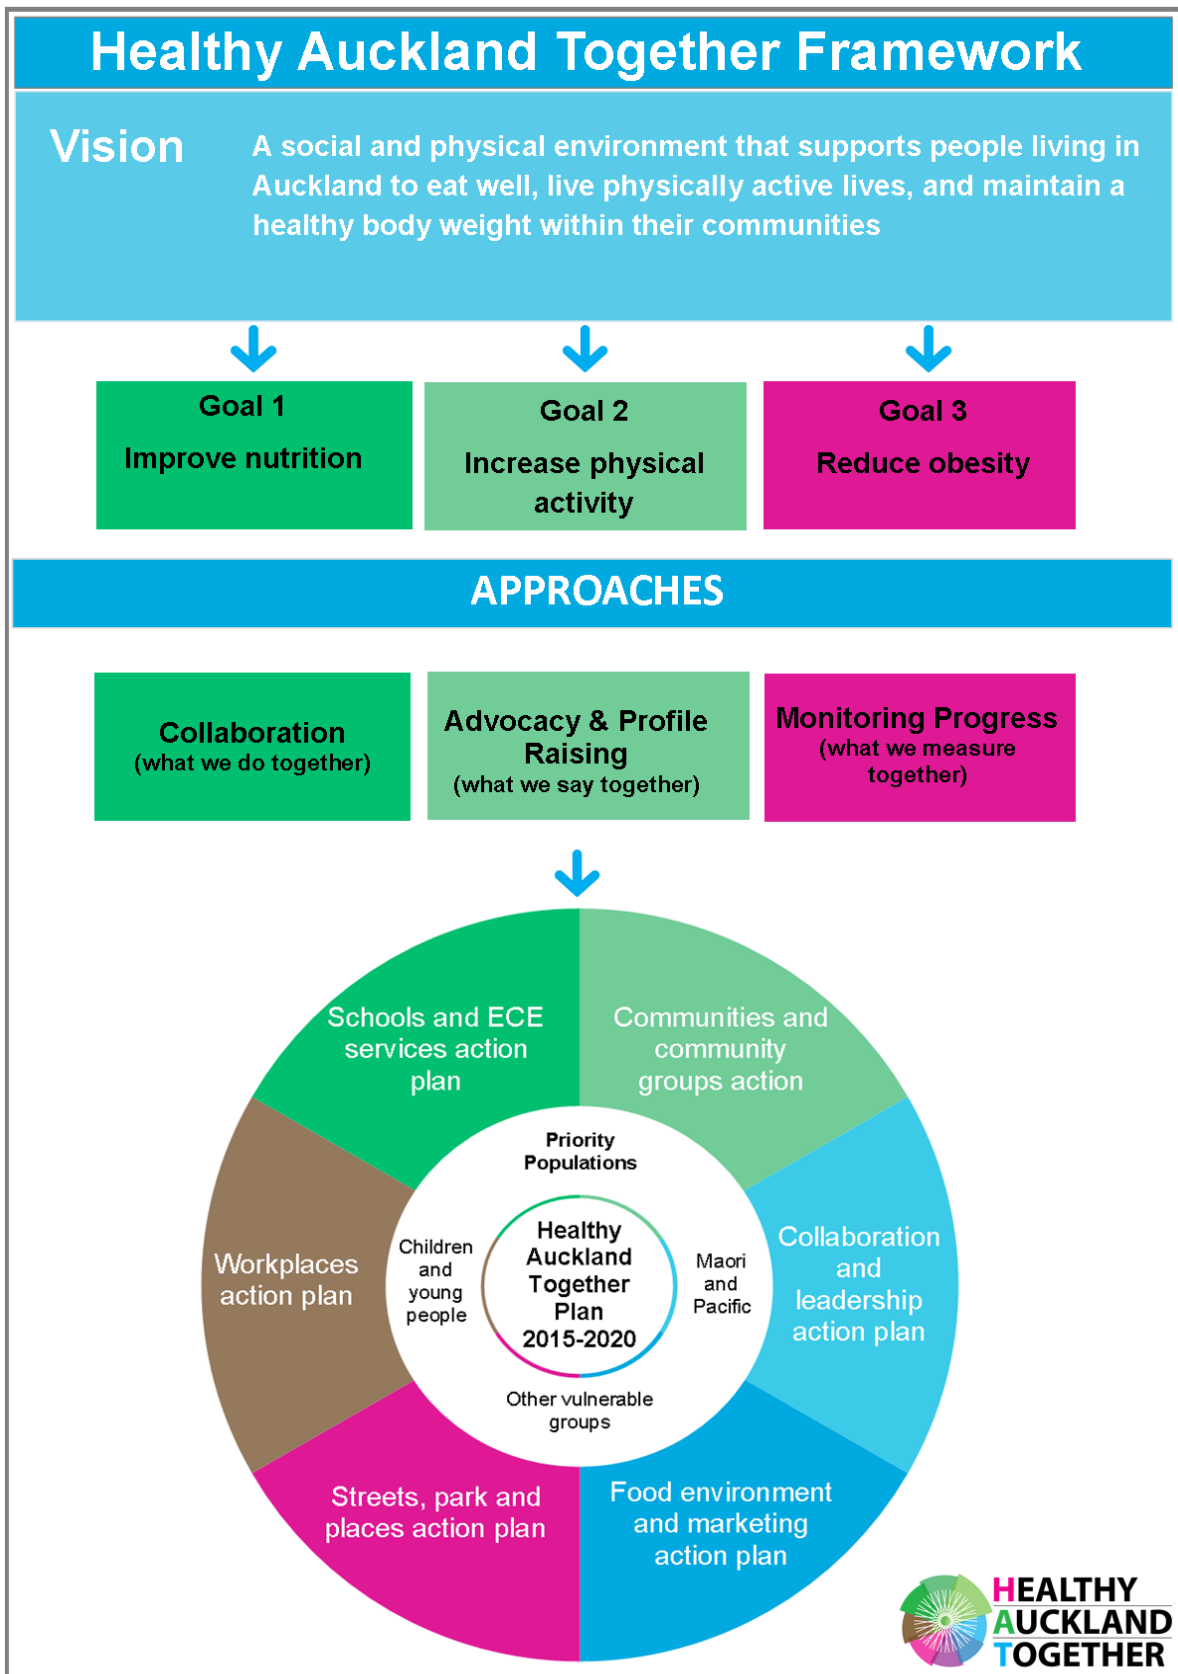 Healthy Auckland Together Framework
Vision
A social and physical environment that supports people living in
Auckland to eat well, live physically active lives, and maintain a
healthy body weight within their communities
Goal 1
Improve nutrition
Goal 2
Increase physical
activity
Goal 3
Reduce obesity
APPROACHES
Collaboration
(what we do together)
Advocacy & Profile
Raising
(what we say together)
Monitoring Progress
(what we measure
together)
Schools and ECE
services action
plan
Communities and
community
groups action
Workplaces
action plan
Collaboration
and
leadership
action plan
Streets, park and
places action plan
Food environment
and marketing
action plan
Priority
Populations
Children
and
young
people
Healthy
Auckland
Together
Plan
2015-2020
Maori
and
Pacific
Other vulnerable
groups
HEALTHY
AUCKLAND
TOGETHER